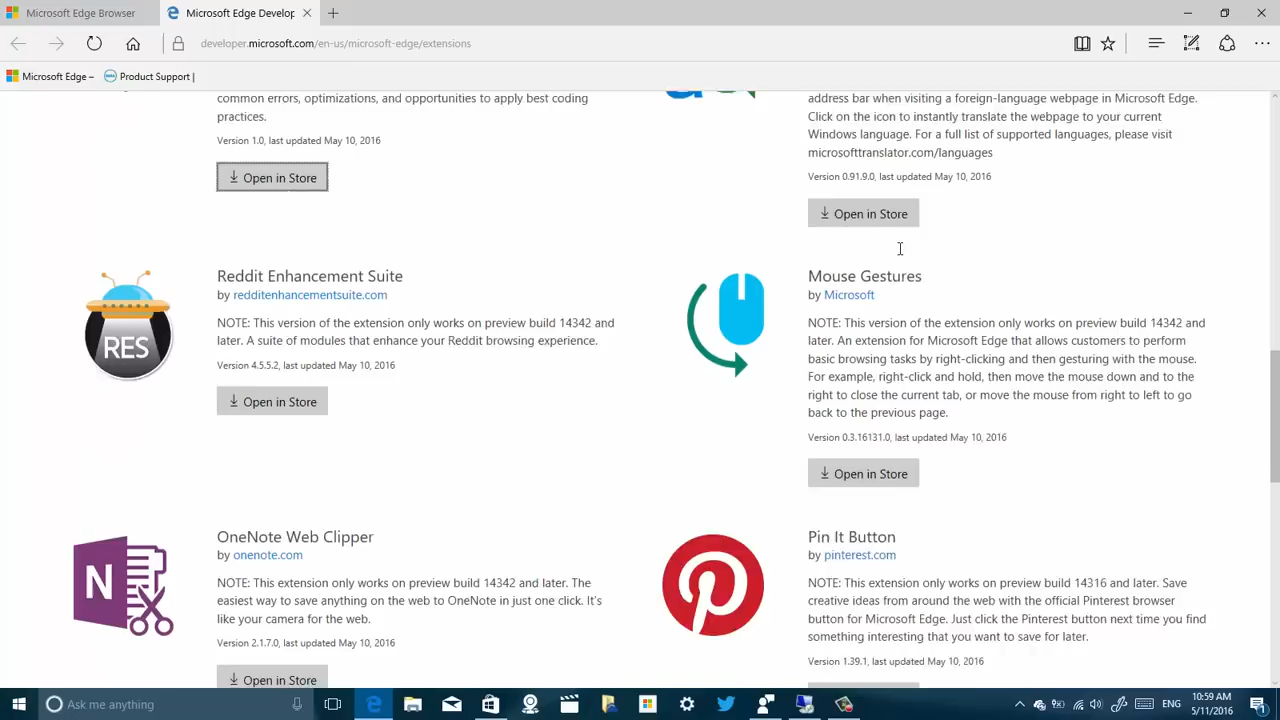 Microsoft Edge Browser
Microsoft Edge Develop
developer.microsoft.com/en-us/microsoft-edge/extensions
Microsoft Edge –
Product Support |
common errors, optimizations, and opportunities to apply best coding
practices.
Version 1.0, last updated May 10, 2016
Open in Store
address bar when visiting a foreign-language webpage in Microsoft Edge.
Click on the icon to instantly translate the webpage to your current
Windows language. For a full list of supported languages, please visit
microsofttranslator.com/languages
Version 0.91.9.0, last updated May 10, 2016
Open in Store
RES
Reddit Enhancement Suite
by redditenhancementsuite.com
NOTE: This version of the extension only works on preview build 14342 and
later. A suite of modules that enhance your Reddit browsing experience.
Version 4.5.5.2, last updated May 10, 2016
Open in Store
Mouse Gestures
by Microsoft
NOTE: This version of the extension only works on preview build 14342 and
later. An extension for Microsoft Edge that allows customers to perform
basic browsing tasks by right-clicking and then gesturing with the mouse.
For example, right-click and hold, then move the mouse down and to the
right to close the current tab, or move the mouse from right to left to go
back to the previous page.
Version 0.3.16131.0, last updated May 10, 2016
Open in Store
N
OneNote Web Clipper
by onenote.com
NOTE: This extension only works on preview build 14342 and later. The
easiest way to save anything on the web to OneNote in just one click. It's
like your camera for the web.
Version 2.1.7.0, last updated May 10, 2016
Open in Store
Pin It Button
by pinterest.com
NOTE: This extension only works on preview build 14316 and later. Save
creative ideas from around the web with the official Pinterest browser
button for Microsoft Edge. Just click the Pinterest button next time you find
something interesting that you want to save for later.
Version 1.39.1, last updated May 10, 2016
Ask me anything
ENG
10:59 AM
5/11/2016